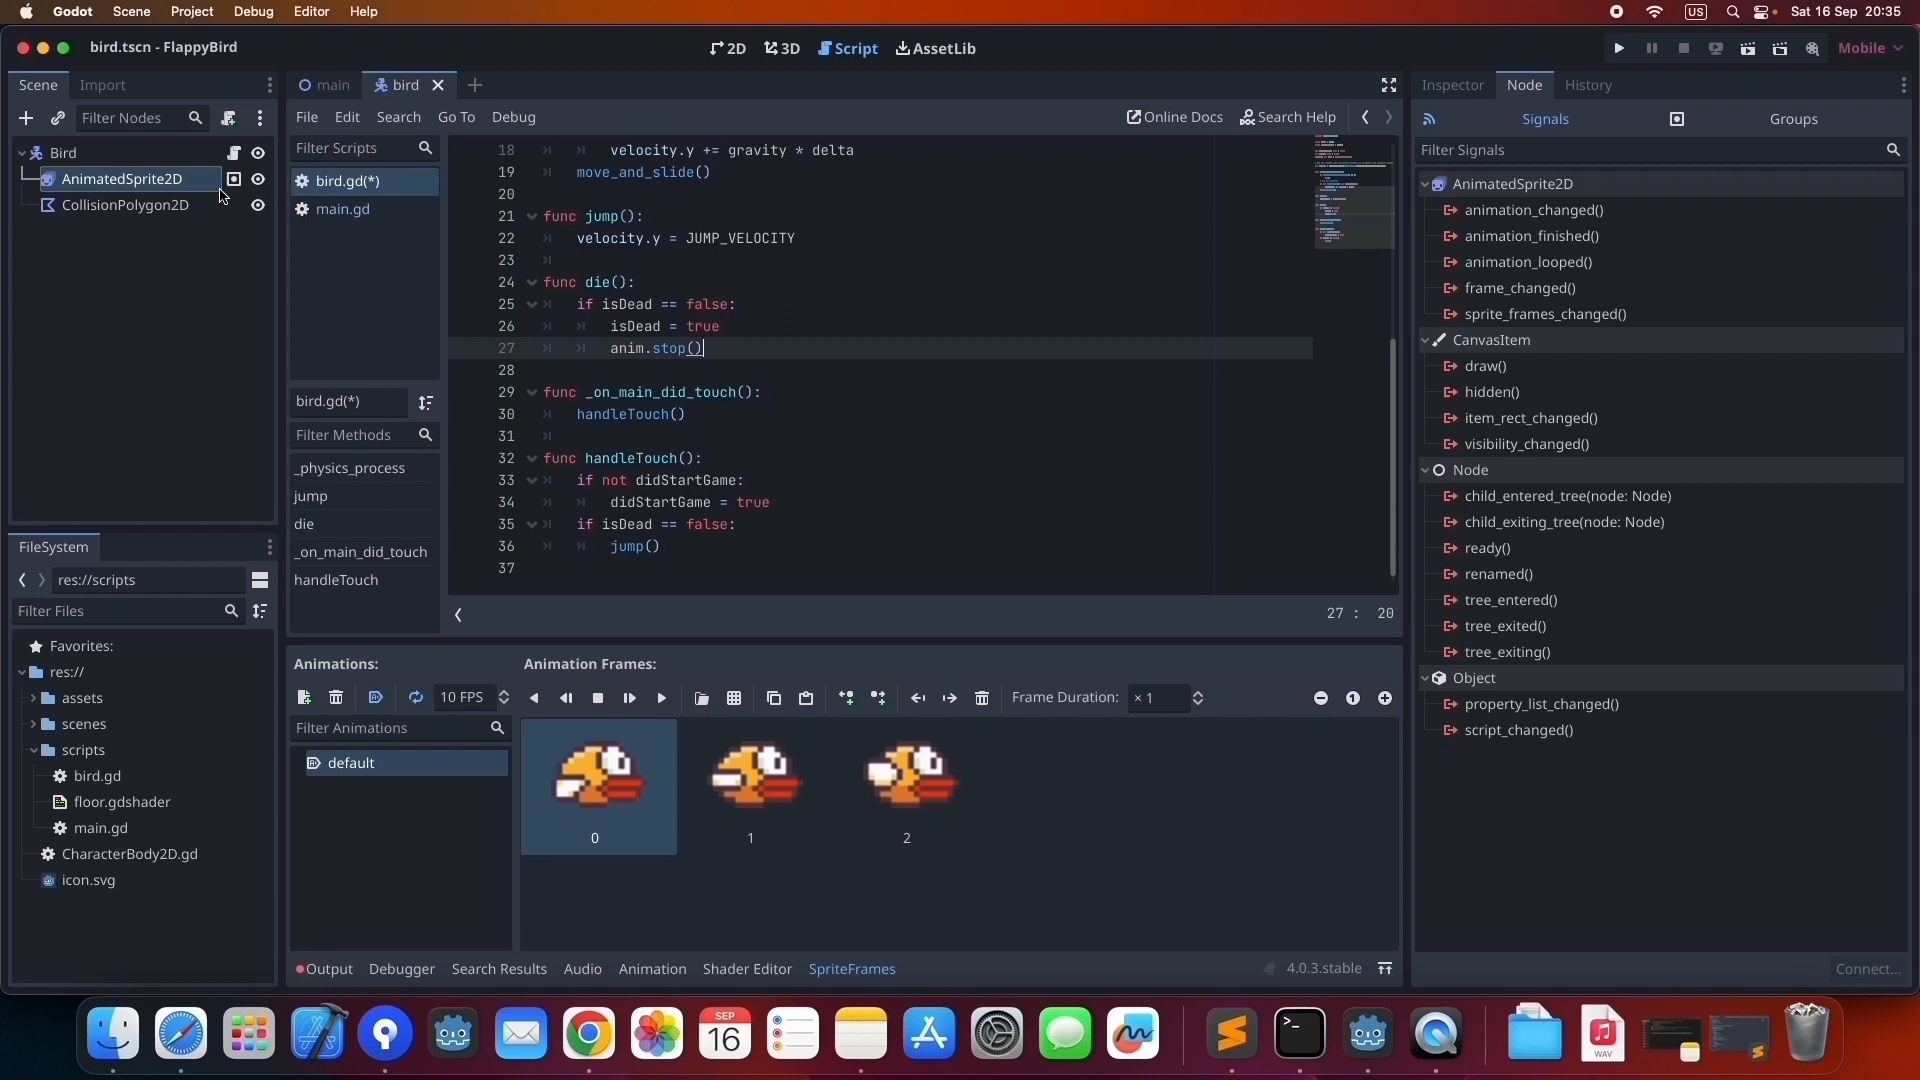 Godot Scene Project Debug Editor Help US Sat 16 Sep 20:35
bird.tscn - FlappyBird 2D 3D Script AssetLib Mobile
Scene Import main bird Inspector Node History
Filter Nodes File Edit Search Go To Debug Online Docs Search Help Signals Groups
Filter Scripts Filter Signals
Bird
AnimatedSprite2D
CollisionPolygon2D
bird.gd(*)
main.gd
bird.gd(*)
Filter Methods
_physics_process
jump
die
_on_main_did_touch
handleTouch
18 velocity.y += gravity * delta
19 move_and_slide()
20
21 func jump():
22 velocity.y = JUMP_VELOCITY
23
24 func die():
25 if isDead == false:
26 isDead = true
27 anim.stop()
28
29 func _on_main_did_touch():
30 handleTouch()
31
32 func handleTouch():
33 if not didStartGame:
34 didStartGame = true
35 if isDead == false:
36 jump()
37
27 : 20
AnimatedSprite2D
animation_changed()
animation_finished()
animation_looped()
frame_changed()
sprite_frames_changed()
CanvasItem
draw()
hidden()
item_rect_changed()
visibility_changed()
Node
child_entered_tree(node: Node)
child_exiting_tree(node: Node)
ready()
renamed()
tree_entered()
tree_exited()
tree_exiting()
Object
property_list_changed()
script_changed()
Connect...
FileSystem
res://scripts
Filter Files
Favorites:
res://
assets
scenes
scripts
bird.gd
floor.gdshader
main.gd
CharacterBody2D.gd
icon.svg
Animations: Animation Frames:
10 FPS Frame Duration: × 1
Filter Animations
default
0 1 2
Output Debugger Search Results Audio Animation Shader Editor SpriteFrames 4.0.3.stable
SEP
16
WAV